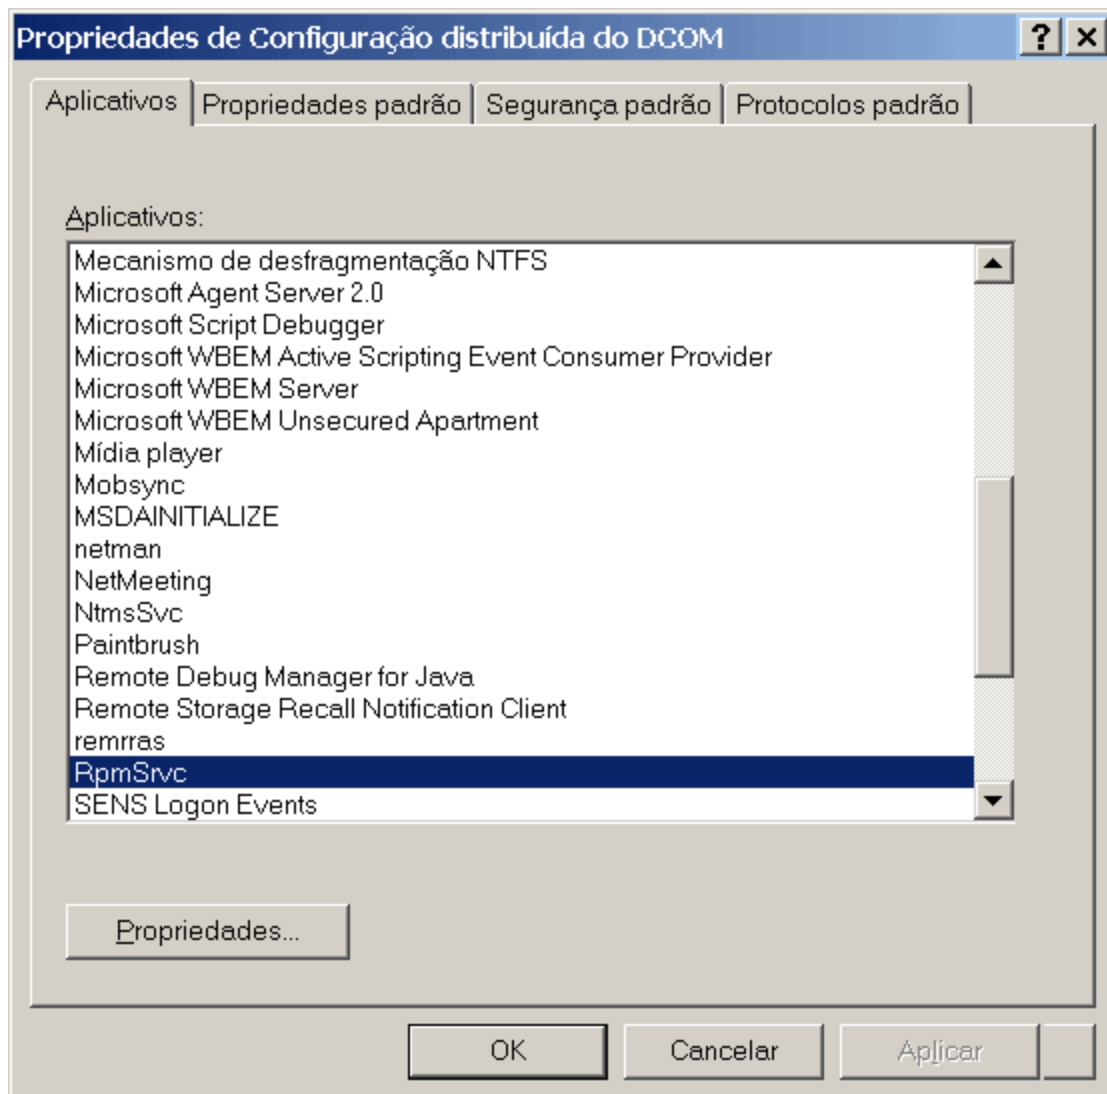 Propriedades de Configuração distribuída do DCOM
Aplicativos Propriedades padrão Segurança padrão Protocolos padrão
Aplicativos:
Mecanismo de desfragmentação NTFS
Microsoft Agent Server 2.0
Microsoft Script Debugger
Microsoft WBEM Active Scripting Event Consumer Provider
Microsoft WBEM Server
Microsoft WBEM Unsecured Apartment
Mídia player
Mobsync
MSDAINITIALIZE
netman
NetMeeting
NtmsSvc
Paintbrush
Remote Debug Manager for Java
Remote Storage Recall Notification Client
remrras
RpmSrvc
SENS Logon Events
Propriedades...
OK Cancelar Aplicar